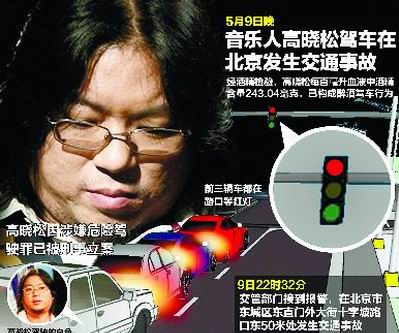 5月9日晚
音乐人高晓松驾车在
北京发生交通事故
经酒精检验，高晓松每百毫升血液中酒精
含量243.04毫克，已构成醉酒驾车行为
前三辆车都在
路口等红灯
高晓松因涉嫌危险驾
驶罪已被刑事立案
9日22时32分
交管部门接到报警，在北京市
东城区东直门外大街十字坡路
口东50米处发生交通事故